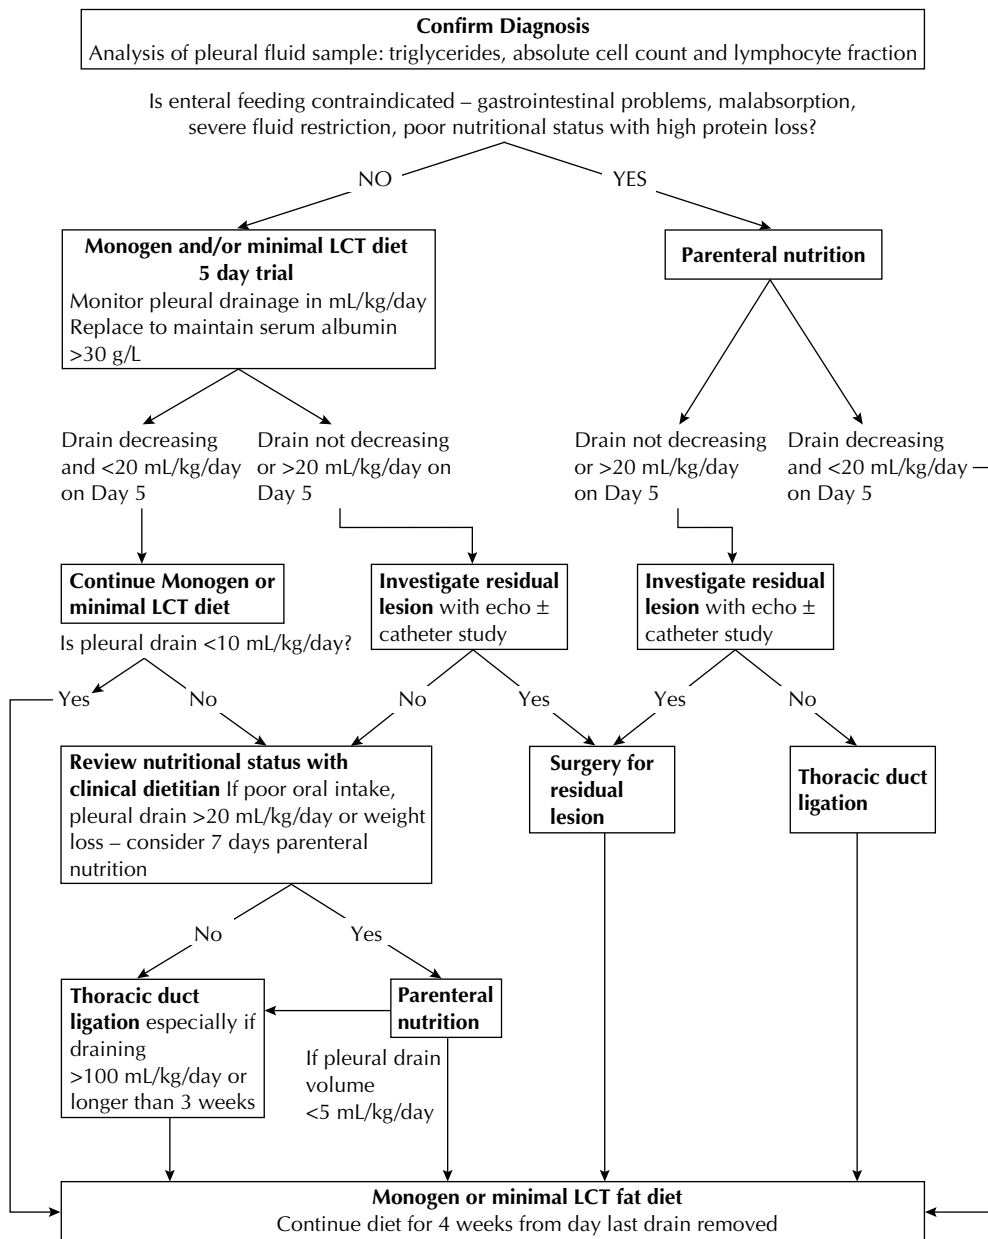 Confirm Diagnosis
Analysis of pleural fluid sample: triglycerides, absolute cell count and lymphocyte fraction
Is enteral feeding contraindicated – gastrointestinal problems, malabsorption,
severe fluid restriction, poor nutritional status with high protein loss?
NO
YES
Monogen and/or minimal LCT diet
5 day trial
Monitor pleural drainage in mL/kg/day
Replace to maintain serum albumin
>30 g/L
Parenteral nutrition
Drain decreasing
and <20 mL/kg/day
on Day 5
Drain not decreasing
or >20 mL/kg/day on
Day 5
Drain not decreasing
or >20 mL/kg/day
on Day 5
Drain decreasing
and <20 mL/kg/day
on Day 5
Continue Monogen or
minimal LCT diet
Investigate residual
lesion with echo ±
catheter study
Investigate residual
lesion with echo ±
catheter study
Is pleural drain <10 mL/kg/day?
Yes
No
No
Yes
Yes
No
Review nutritional status with
clinical dietitian If poor oral intake,
pleural drain >20 mL/kg/day or weight
loss – consider 7 days parenteral
nutrition
Surgery for
residual
lesion
Thoracic duct
ligation
No
Yes
Thoracic duct
ligation especially if
draining
>100 mL/kg/day or
longer than 3 weeks
Parenteral
nutrition
If pleural drain
volume
<5 mL/kg/day
Monogen or minimal LCT fat diet
Continue diet for 4 weeks from day last drain removed